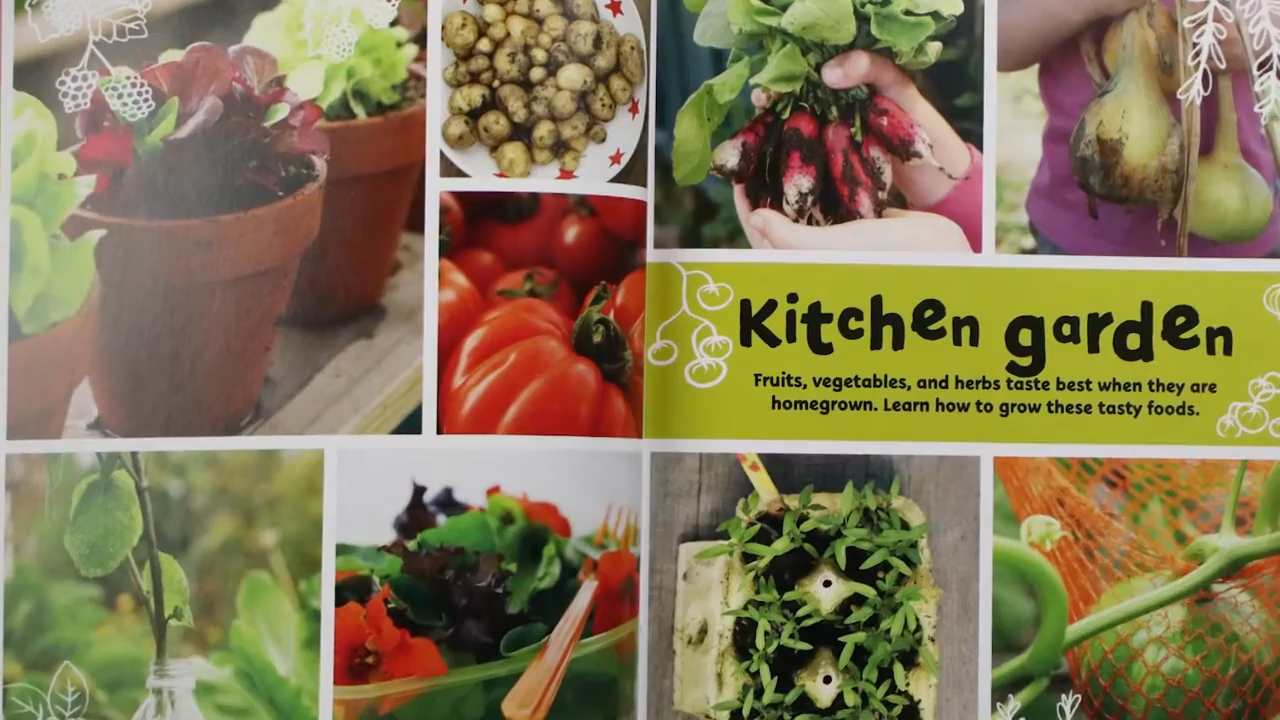 Kitchen garden
Fruits, vegetables, and herbs taste best when they are
homegrown. Learn how to grow these tasty foods.